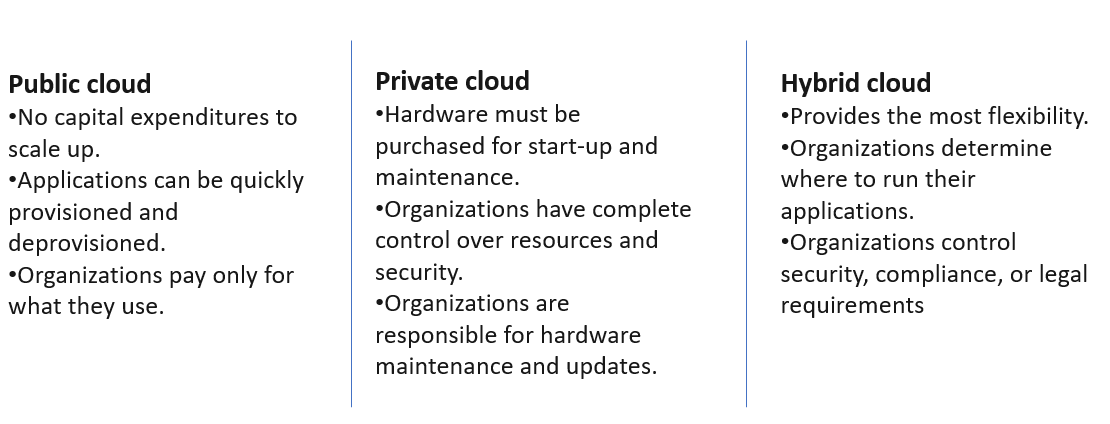 Public cloud
•No capital expenditures to
scale up.
•Applications can be quickly
provisioned and
deprovisioned.
•Organizations pay only for
what they use.
Private cloud
•Hardware must be
purchased for start-up and
maintenance.
•Organizations have complete
control over resources and
security.
•Organizations are
responsible for hardware
maintenance and updates.
Hybrid cloud
•Provides the most flexibility.
•Organizations determine
where to run their
applications.
•Organizations control
security, compliance, or legal
requirements